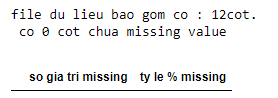 file du lieu bao gom co : 12cot.
co 0 cot chua missing value
so gia tri missing ty le % missing